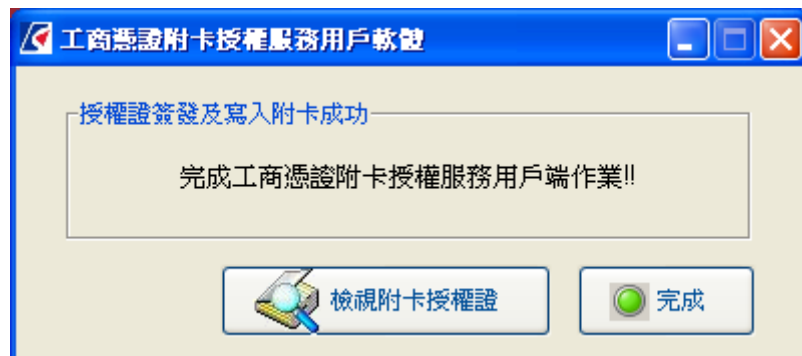 工商憑證附卡授權服務用戶軟體
授權證簽發及寫入附卡成功
完成工商憑證附卡授權服務用戶端作業!!
檢視附卡授權證
完成